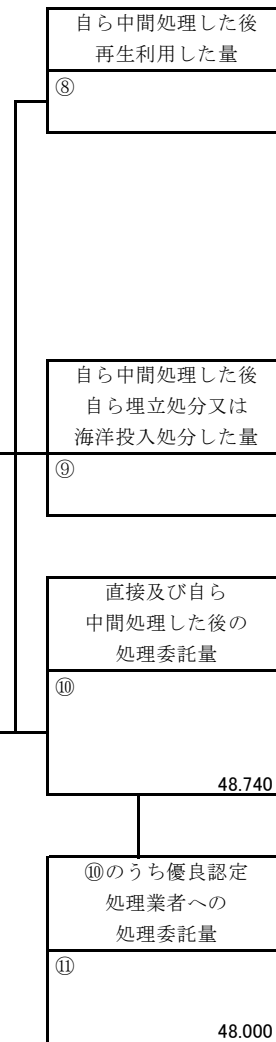 自ら中間処理した後
再生利用した量
⑧
自ら中間処理した後
自ら埋立処分又は
海洋投入処分した量
⑨
直接及び自ら
中間処理した後の
処理委託量
⑩
48.740
⑩のうち優良認定
処理業者への
処理委託量
⑪
48.000